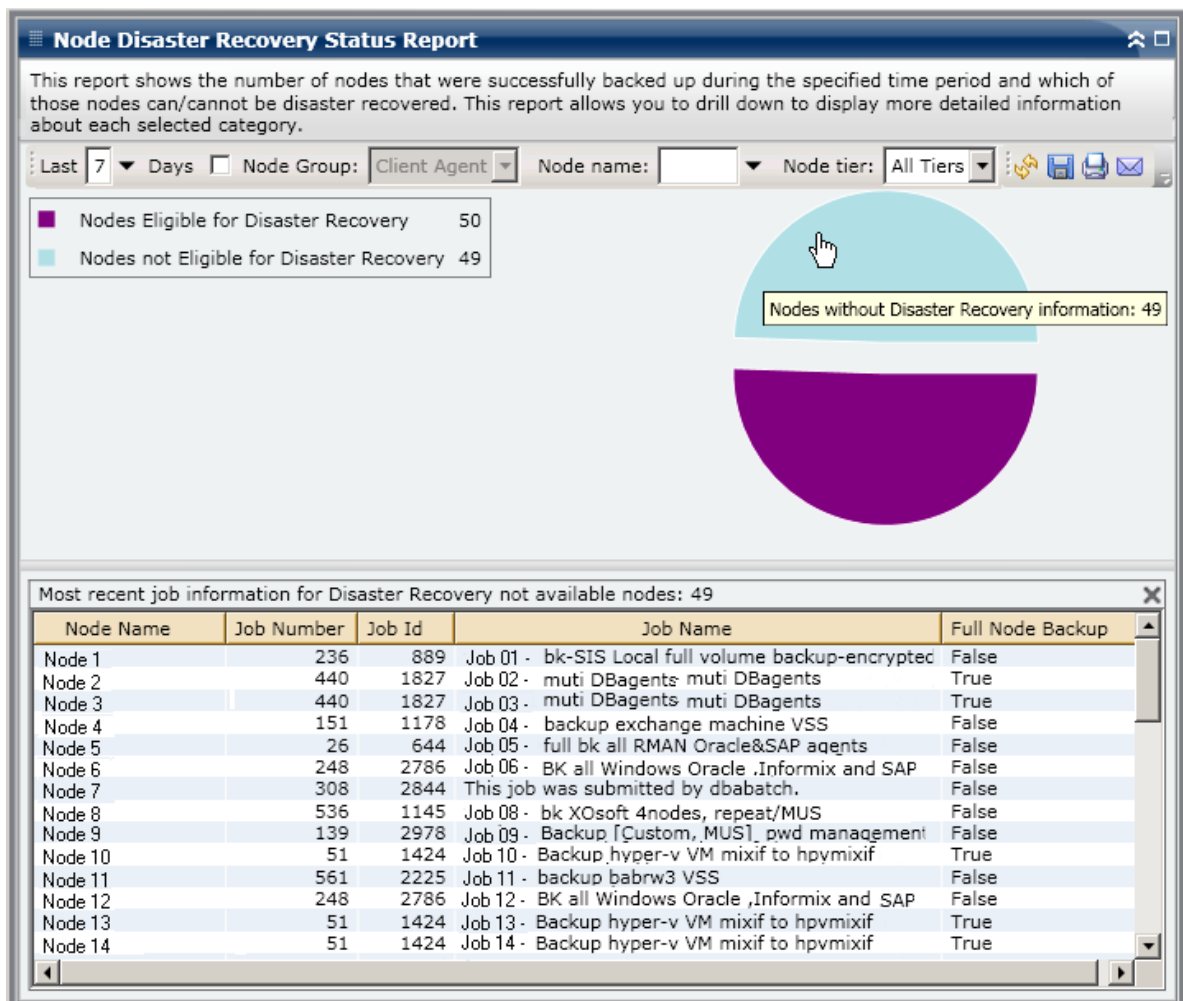 Node Disaster Recovery Status Report
This report shows the number of nodes that were successfully backed up during the specified time period and which of
those nodes can/cannot be disaster recovered. This report allows you to drill down to display more detailed information
about each selected category.
Last 7 Days Node Group: Client Agent Node name: Node tier: All Tiers
Nodes Eligible for Disaster Recovery 50
Nodes not Eligible for Disaster Recovery 49
Nodes without Disaster Recovery information: 49
Most recent job information for Disaster Recovery not available nodes: 49
Node Name Job Number Job Id Job Name Full Node Backup
Node 1 236 889 Job 01 - bk-SIS Local full volume backup-encrypted False
Node 2 440 1827 Job 02 - muti DBagents muti DBagents True
Node 3 440 1827 Job 03 - muti DBagents muti DBagents True
Node 4 151 1178 Job 04 - backup exchange machine VSS False
Node 5 26 644 Job 05 - full bk all RMAN Oracle&SAP agents False
Node 6 248 2786 Job 06 - BK all Windows Oracle ,Informix and SAP False
Node 7 308 2844 This job was submitted by dbabatch. False
Node 8 536 1145 Job 08 - bk XOsoft 4nodes, repeat/MUS False
Node 9 139 2978 Job 09 - Backup [Custom, MUS]_pwd management False
Node 10 51 1424 Job 10 - Backup hyper-v VM mixif to hpvmixif True
Node 11 561 2225 Job 11 - backup babrw3 VSS False
Node 12 248 2786 Job 12 - BK all Windows Oracle ,Informix and SAP False
Node 13 51 1424 Job 13 - Backup hyper-v VM mixif to hpvmixif True
Node 14 51 1424 Job 14 - Backup hyper-v VM mixif to hpvmixif True